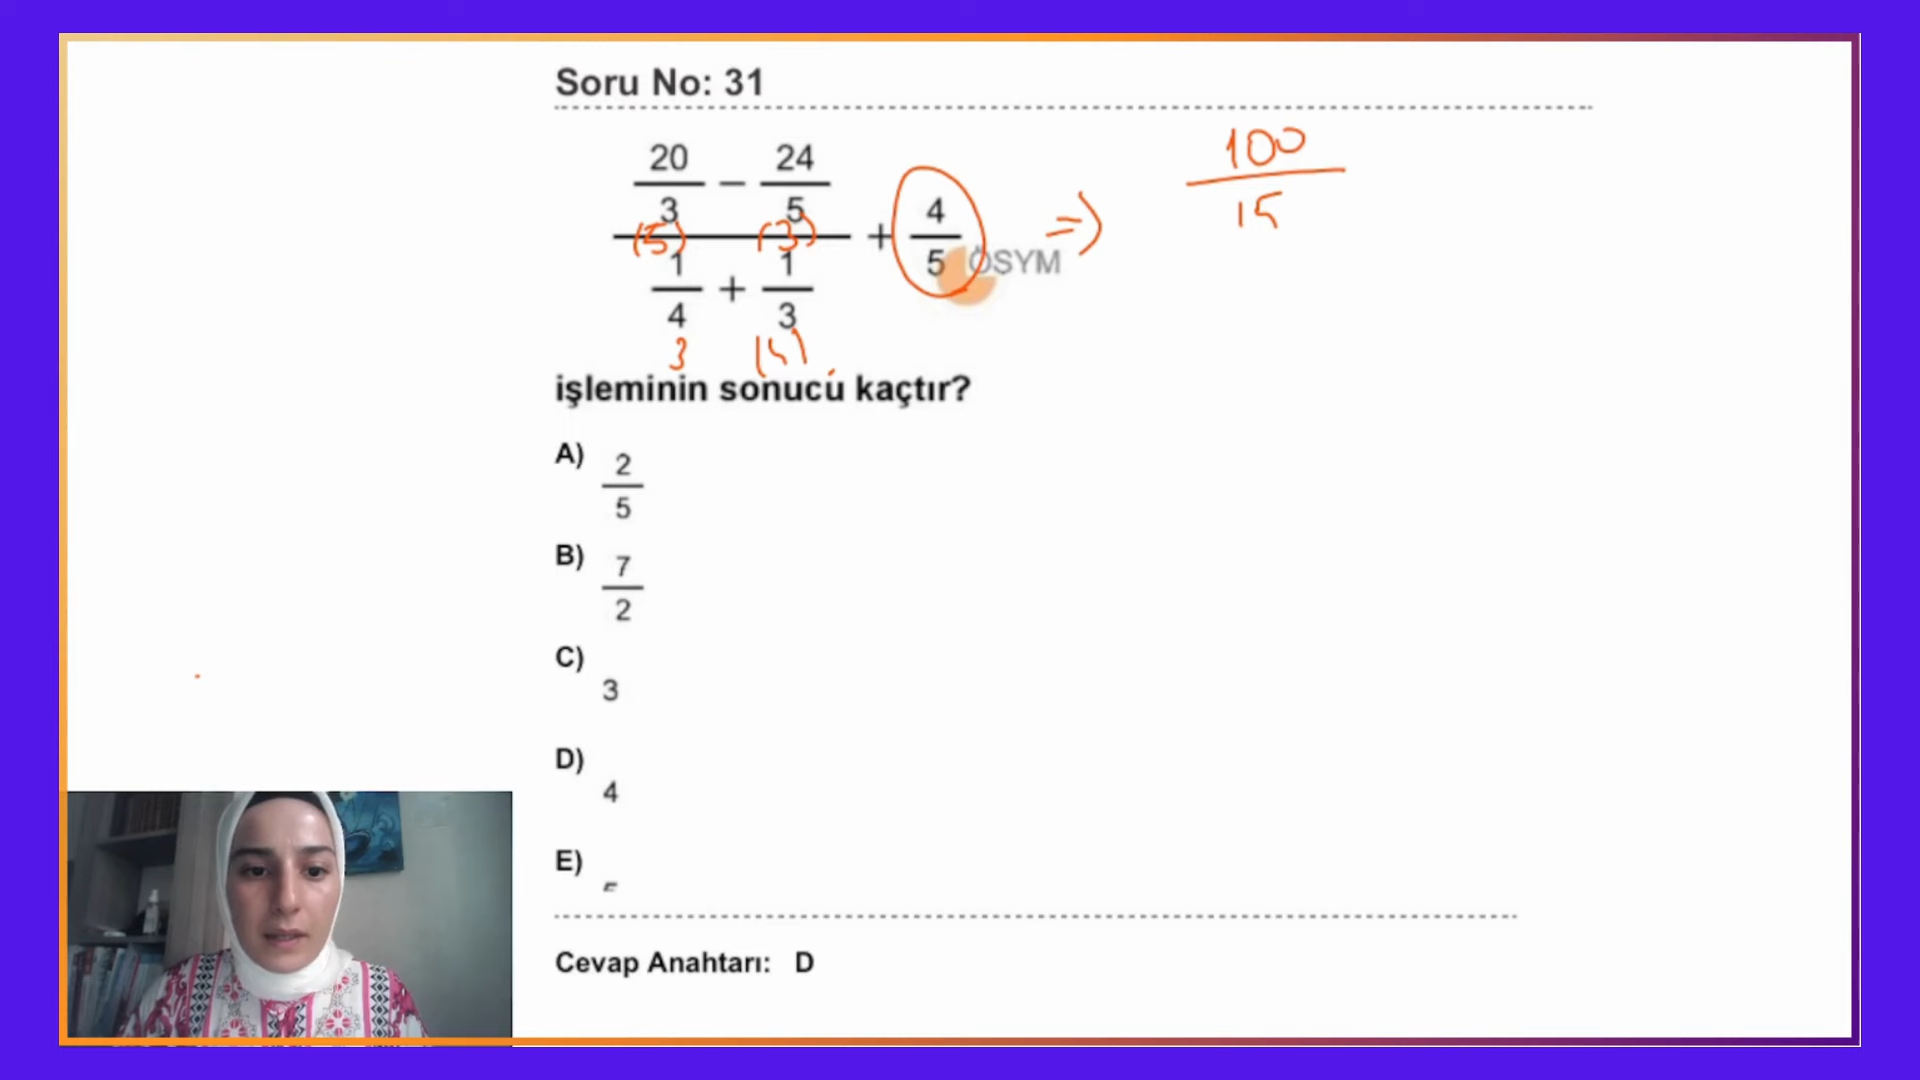 Soru No: 31
20 24
3 5
(5) (3)
+ 4
5
ÖSYM
=> 100
15
1 1
4 + 3
3 (4)
işleminin sonucu kaçtır?
A) 2
5
B) 7
2
C) 3
D) 4
E)
Cevap Anahtarı: D